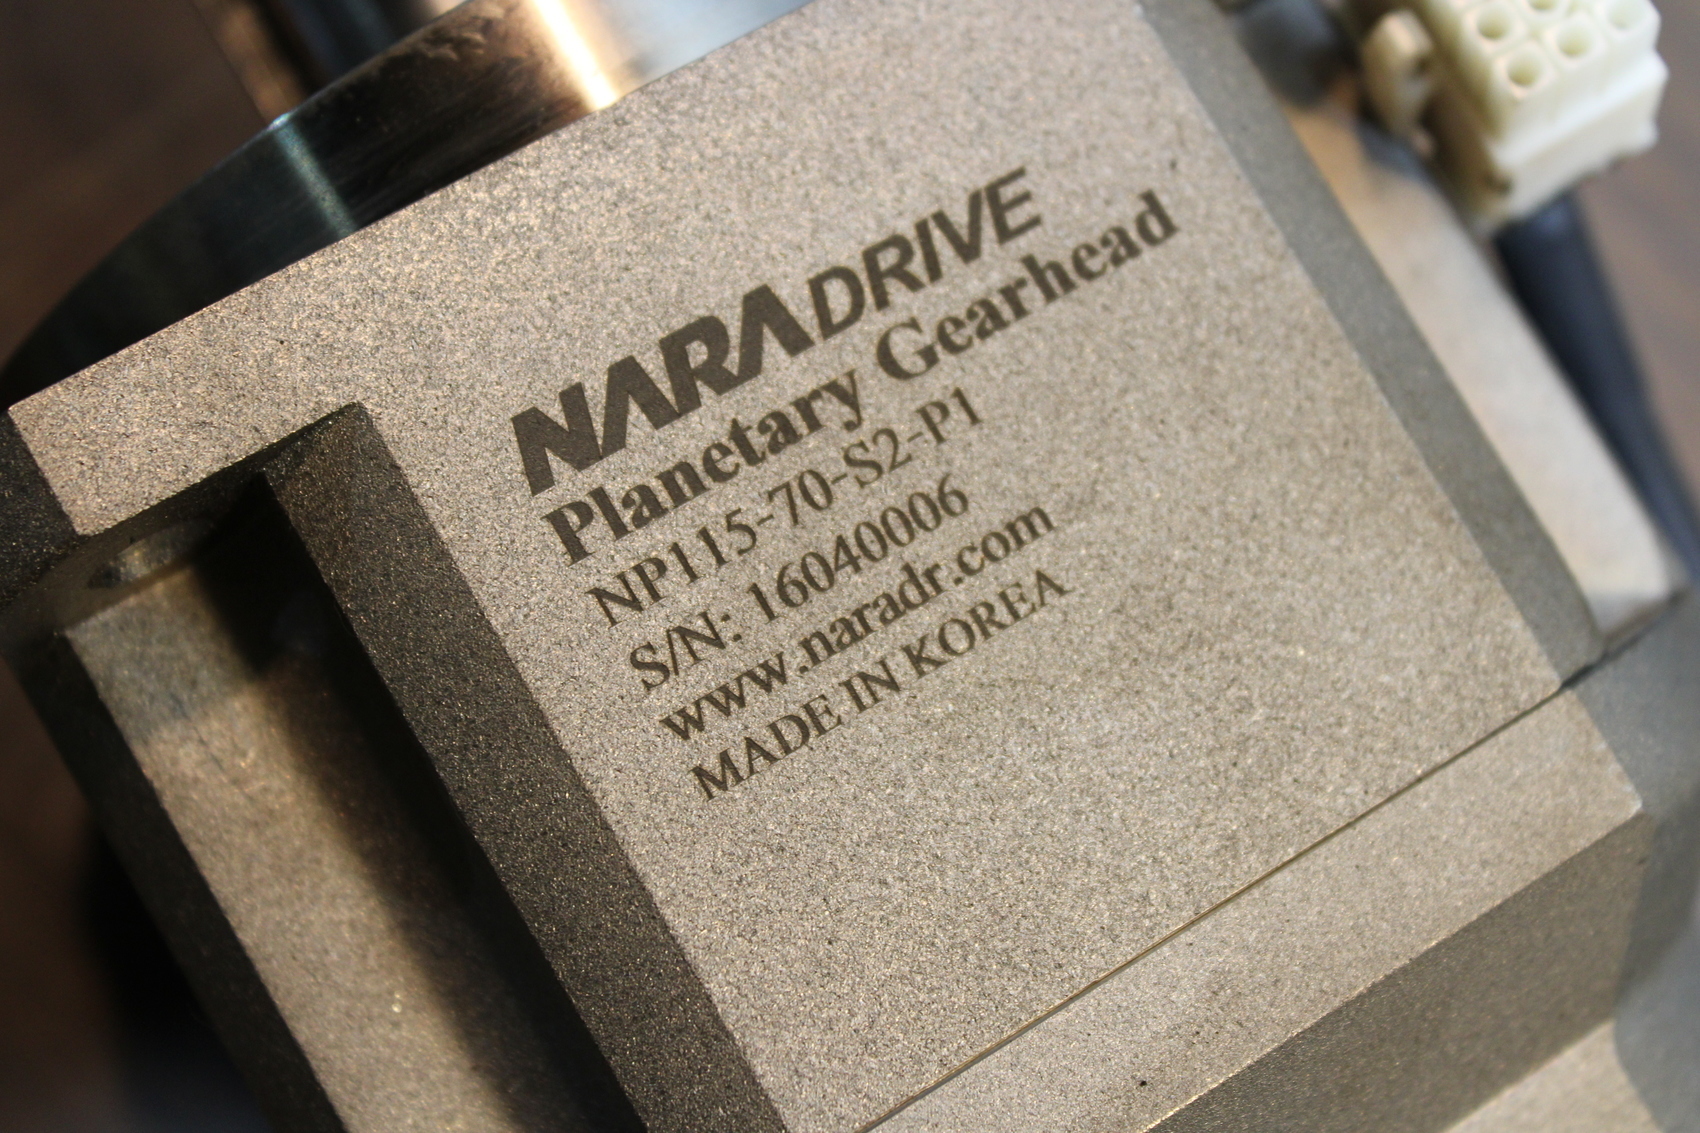 NARADRIVE
Planetary Gearhead
NP115-70-S2-P1
S/N: 16040006
www.naradr.com
MADE IN KOREA